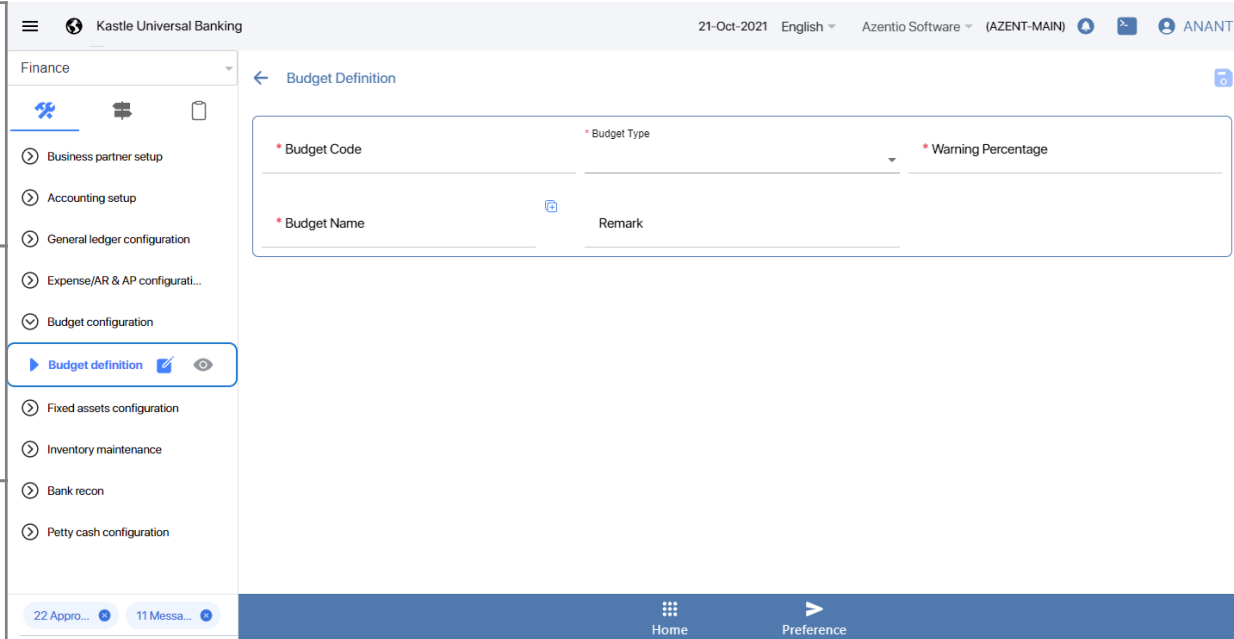 Kastle Universal Banking
21-Oct-2021 English Azentio Software (AZENT-MAIN) ANANT
Finance
Budget Definition
* Budget Code
* Budget Type
* Warning Percentage
* Budget Name
Remark
Business partner setup
Accounting setup
General ledger configuration
Expense/AR & AP configurati...
Budget configuration
Budget definition
Fixed assets configuration
Inventory maintenance
Bank recon
Petty cash configuration
22 Appro... 11 Messa...
Home Preference